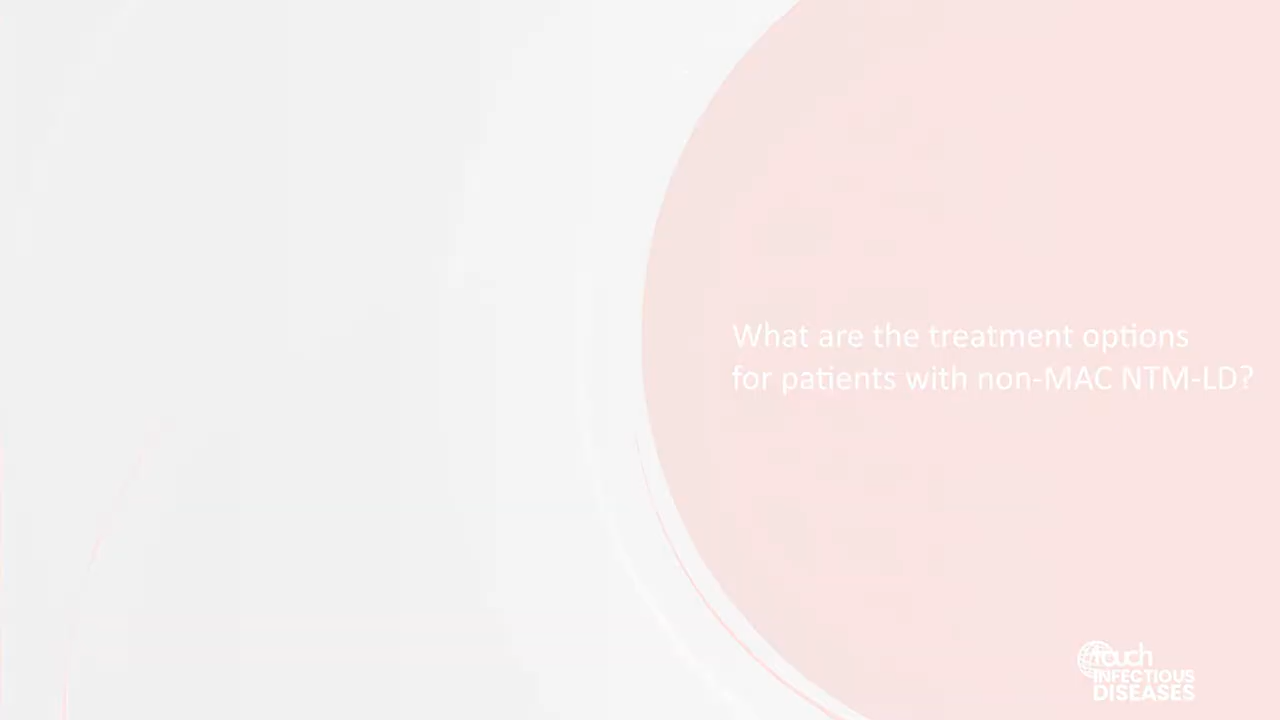 What are the treatment options
for patients with non-MAC NTM-LD?
touch
INFECTIOUS
DISEASES